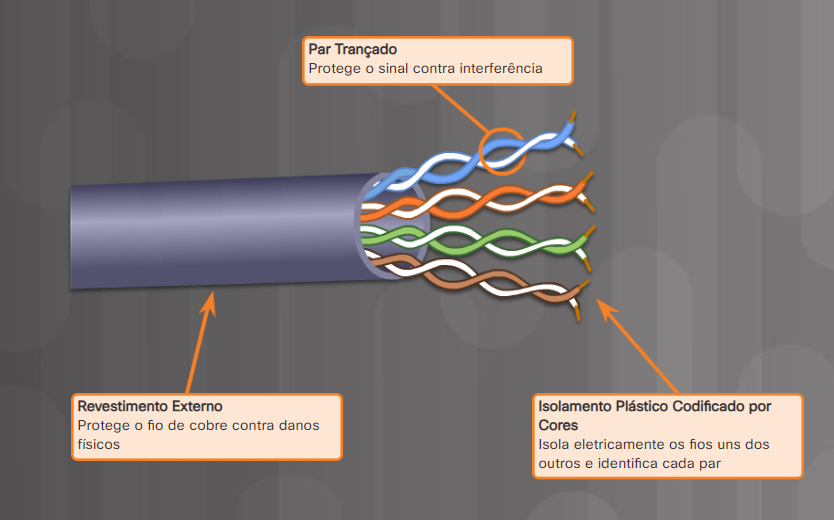 Par Trançado
Protege o sinal contra interferência
Revestimento Externo
Protege o fio de cobre contra danos
físicos
Isolamento Plástico Codificado por
Cores
Isola eletricamente os fios uns dos
outros e identifica cada par